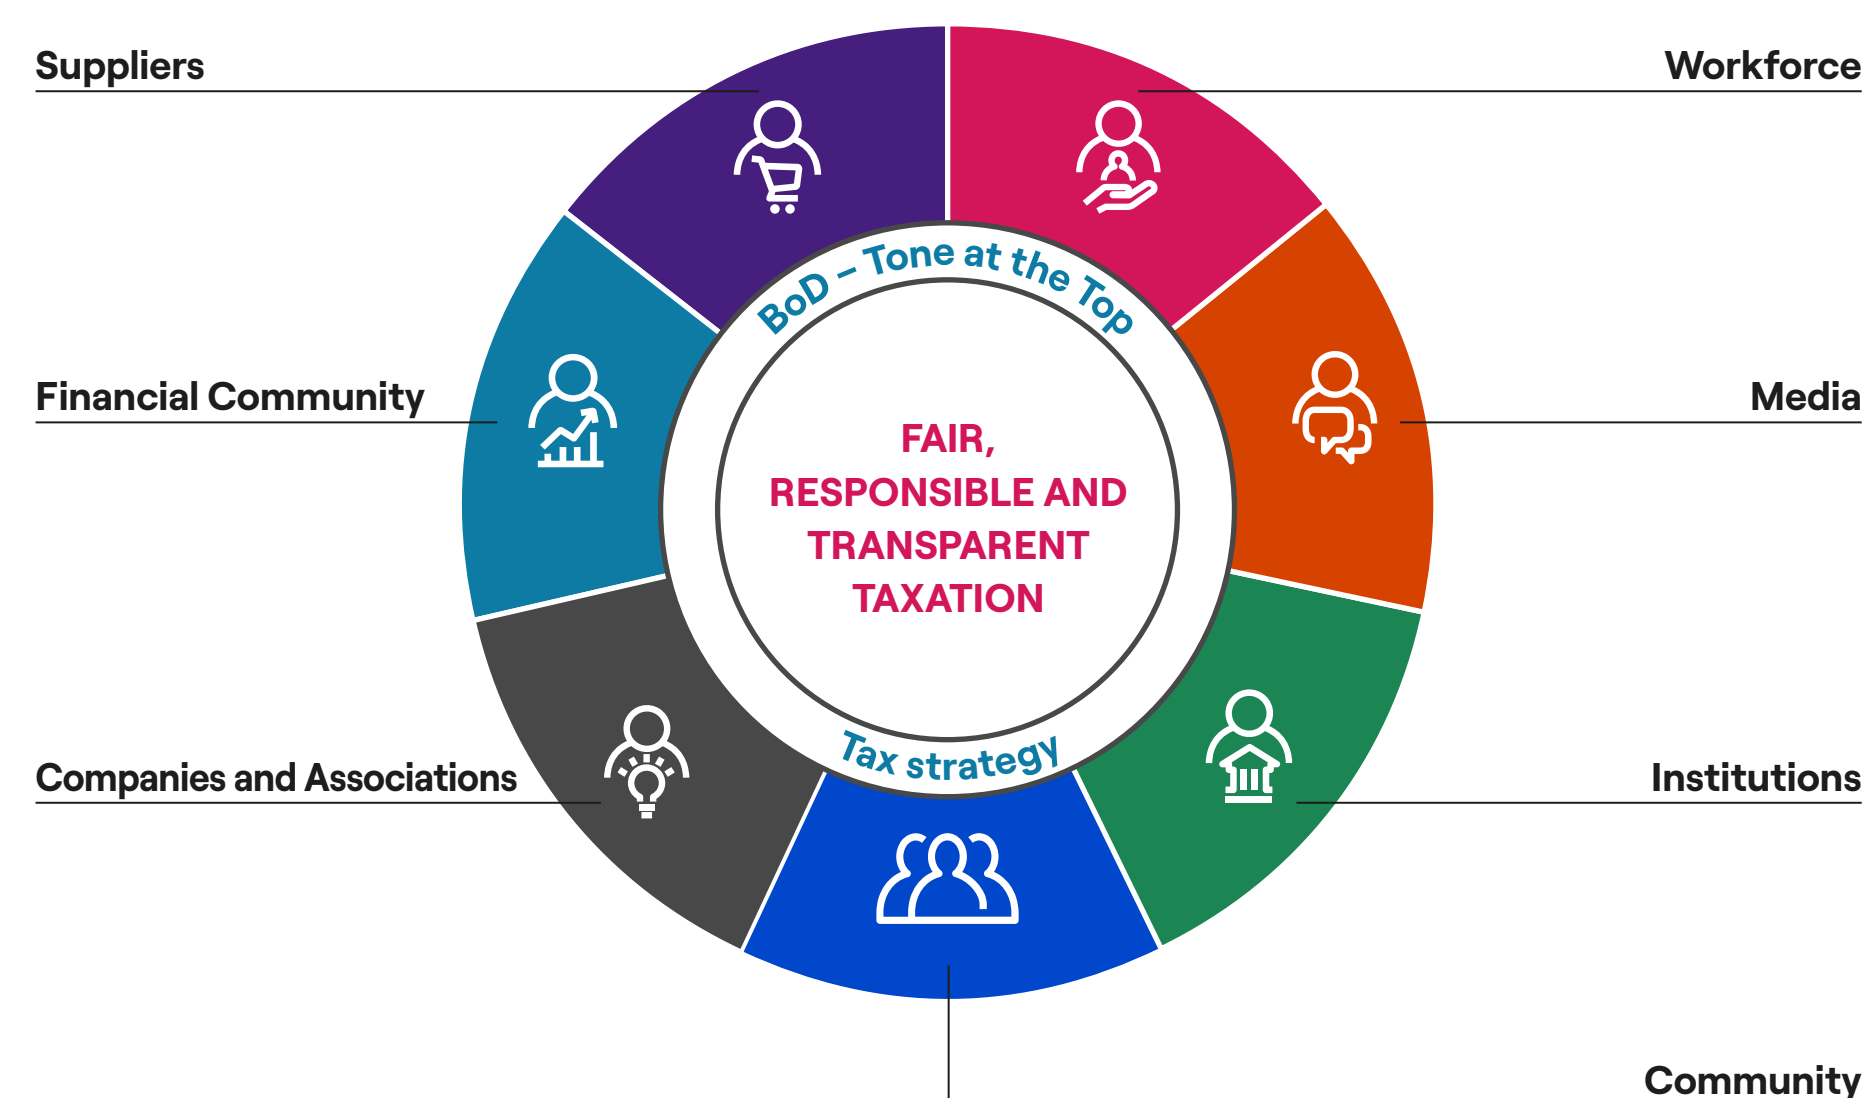 Suppliers
Workforce
BoD – Tone at the Top
Financial Community
Media
FAIR,
RESPONSIBLE AND
TRANSPARENT
TAXATION
Tax strategy
Companies and Associations
Institutions
Community